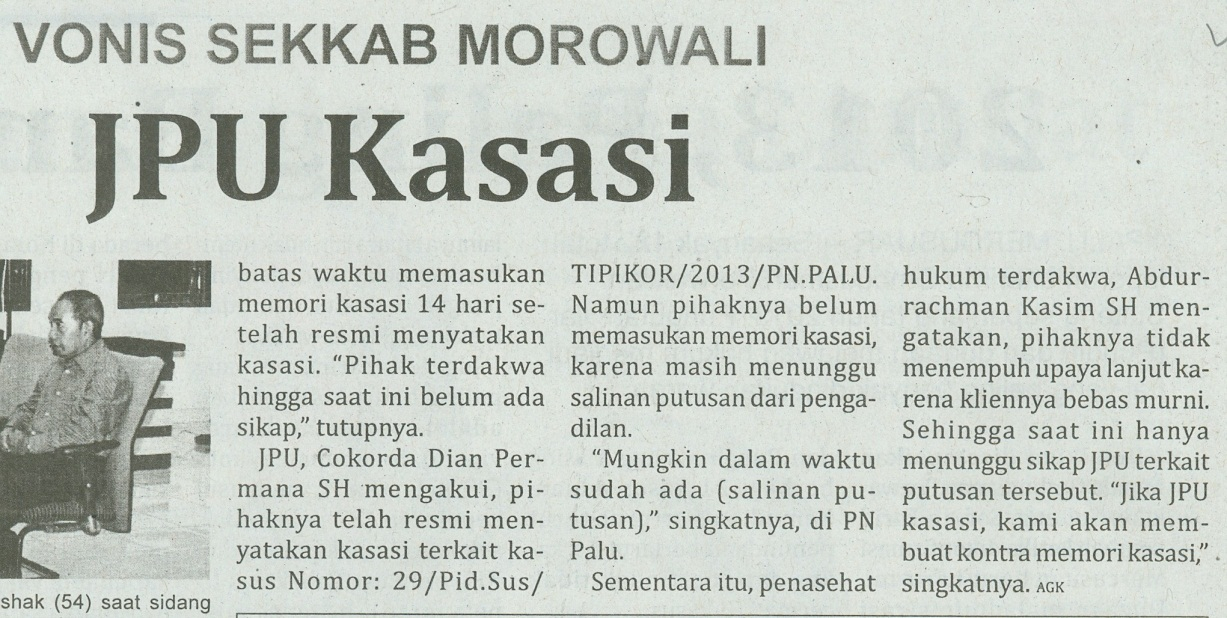 VONIS SEKKAB MOROWALI
JPU Kasasi
shak (54) saat sidang
batas waktu memasukan
memori kasasi 14 hari se-
telah resmi menyatakan
kasasi. “Pihak terdakwa
hingga saat ini belum ada
sikap,” tutupnya.
JPU, Cokorda Dian Per-
mana SH mengakui, pi-
haknya telah resmi men-
yatakan kasasi terkait ka-
sus Nomor: 29/Pid.Sus/
TIPIKOR/2013/PN.PALU.
Namun pihaknya belum
memasukan memori kasasi,
karena masih menunggu
salinan putusan dari penga-
dilan.
“Mungkin dalam waktu
sudah ada (salinan pu-
tusan),” singkatnya, di PN
Palu.
Sementara itu, penasehat
hukum terdakwa, Abdur-
rachman Kasim SH men-
gatakan, pihaknya tidak
menempuh upaya lanjut ka-
rena kliennya bebas murni.
Sehingga saat ini hanya
menunggu sikap JPU terkait
putusan tersebut. “Jika JPU
kasasi, kami akan mem-
buat kontra memori kasasi,”
singkatnya. AGK